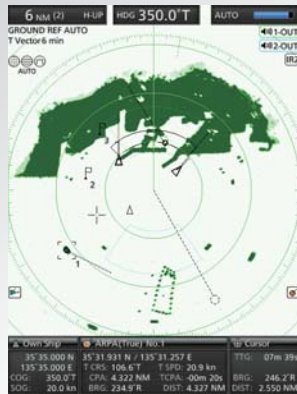 6 NM (2) H-UP HDG 350.0°T AUTO
GROUND REF AUTO
T Vector 6 min
AUTO
1-OUT
2-OUT
IR2
3
2
1
Own Ship
35°35.000 N
135°35.000 E
COG: 350.0°T
SOG: 20.0 kn
ARPA(True) No.1
35°31.931 N / 135°31.257 E
T CRS: 106.6°T T SPD: 20.9 kn
CPA: 4.322 NM TCPA: -00m 20s
BRG: 234.9°R DIST: 4.327 NM
Cursor
TTG: 07m 39s
BRG: 246.2°R
DIST: 2.550 NM